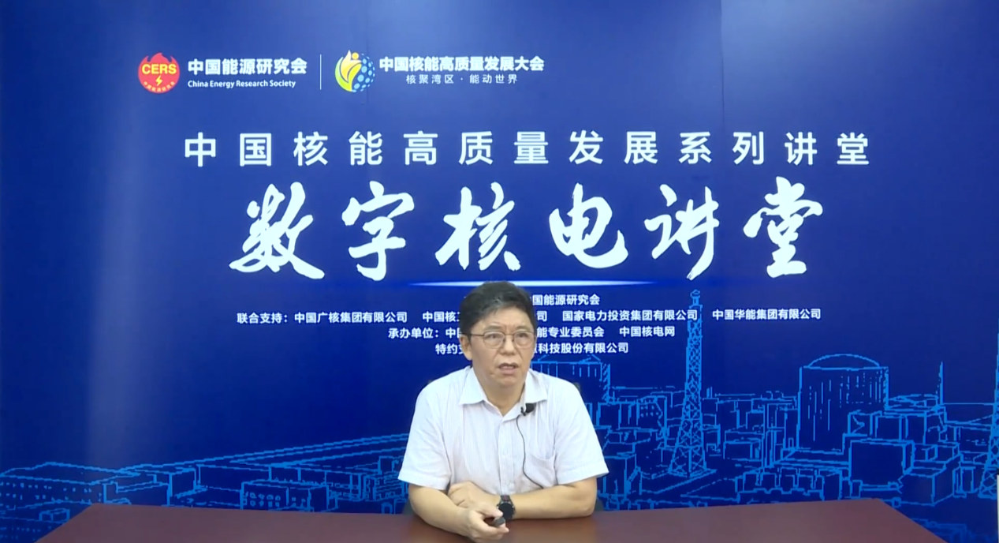 CERS
中国能源研究会
China Energy Research Society
中国核能高质量发展大会
核聚湾区·能动世界
中国核能高质量发展系列讲堂
数字核电讲堂
国能源研究会
联合支持：中国广核集团有限公司 中国核 司 国家电力投资集团有限公司 中国华能集团有限公司
承办单位：中 能专业委员会 中国核电网
特约 科技股份有限公司